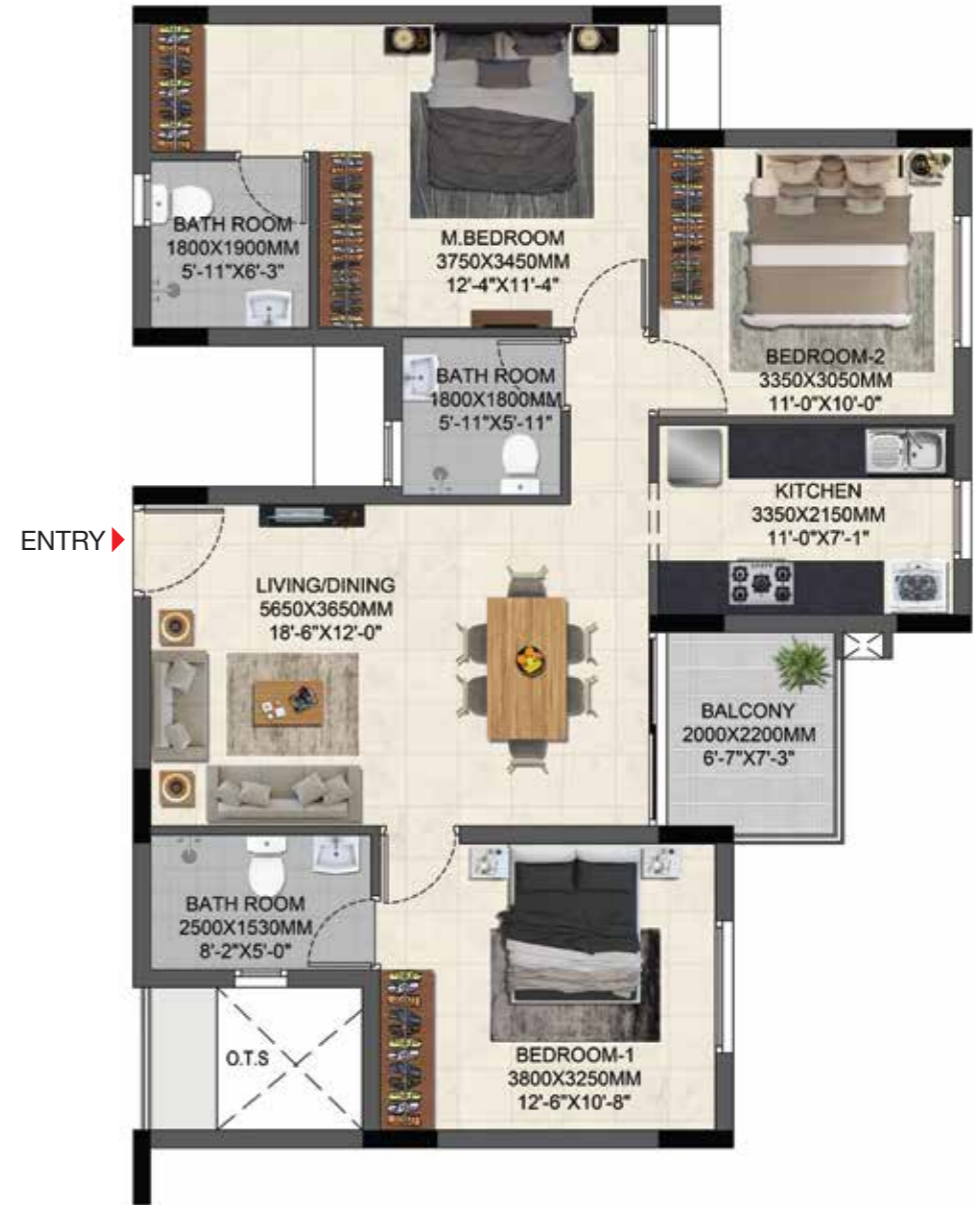 BATH ROOM
1800X1900MM
5'-11"X6'-3"
M.BEDROOM
3750X3450MM
12'-4"X11'-4"
BEDROOM-2
3350X3050MM
11'-0"X10'-0"
BATH ROOM
1800X1800MM
5'-11"X5'-11"
KITCHEN
3350X2150MM
11'-0"X7'-1"
ENTRY
LIVING/DINING
5650X3650MM
18'-6"X12'-0"
BALCONY
2000X2200MM
6'-7"X7'-3"
BATH ROOM
2500X1530MM
8'-2"X5'-0"
O.T.S
BEDROOM-1
3800X3250MM
12'-6"X10'-8"